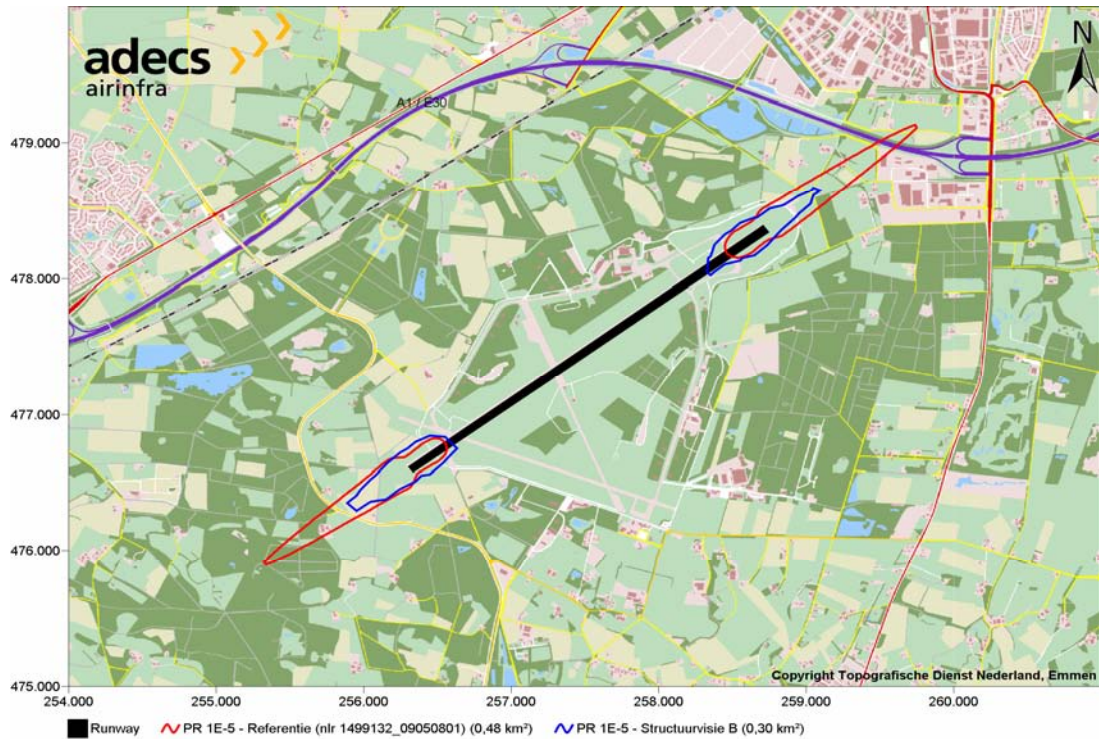 adecs
airinfra
N
A1 / E30
479.000
478.000
477.000
476.000
475.000
254.000 255.000 256.000 257.000 258.000 259.000 260.000
Copyright Topografische Dienst Nederland, Emmen
Runway PR 1E-5 - Referentie (nlr 1499132_09050801) (0,48 km²) PR 1E-5 - Structuurvisie B (0,30 km²)